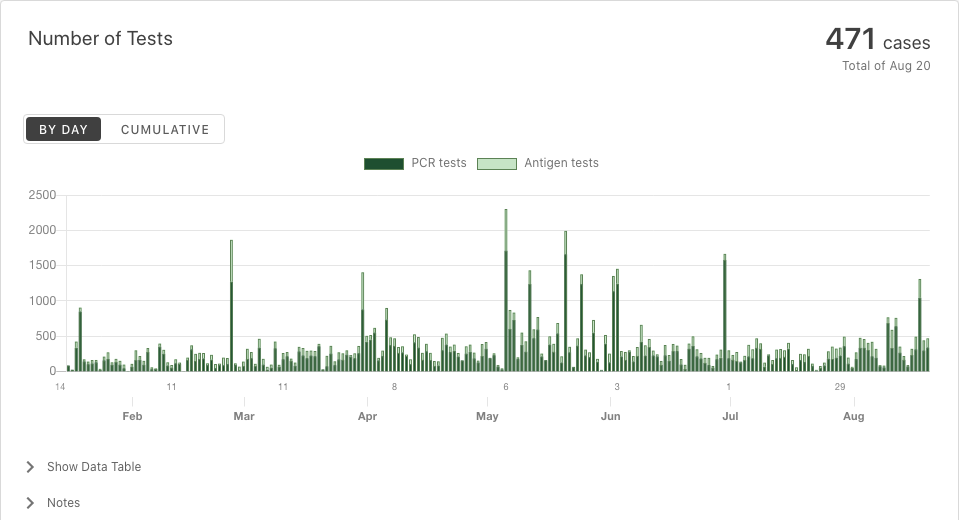 Number of Tests
471 cases
Total of Aug 20
BY DAY CUMULATIVE
PCR tests Antigen tests
2500
2000
1500
1000
500
0
14 11 11 8 6 3 1 29
Feb Mar Apr May Jun Jul Aug
Show Data Table
Notes